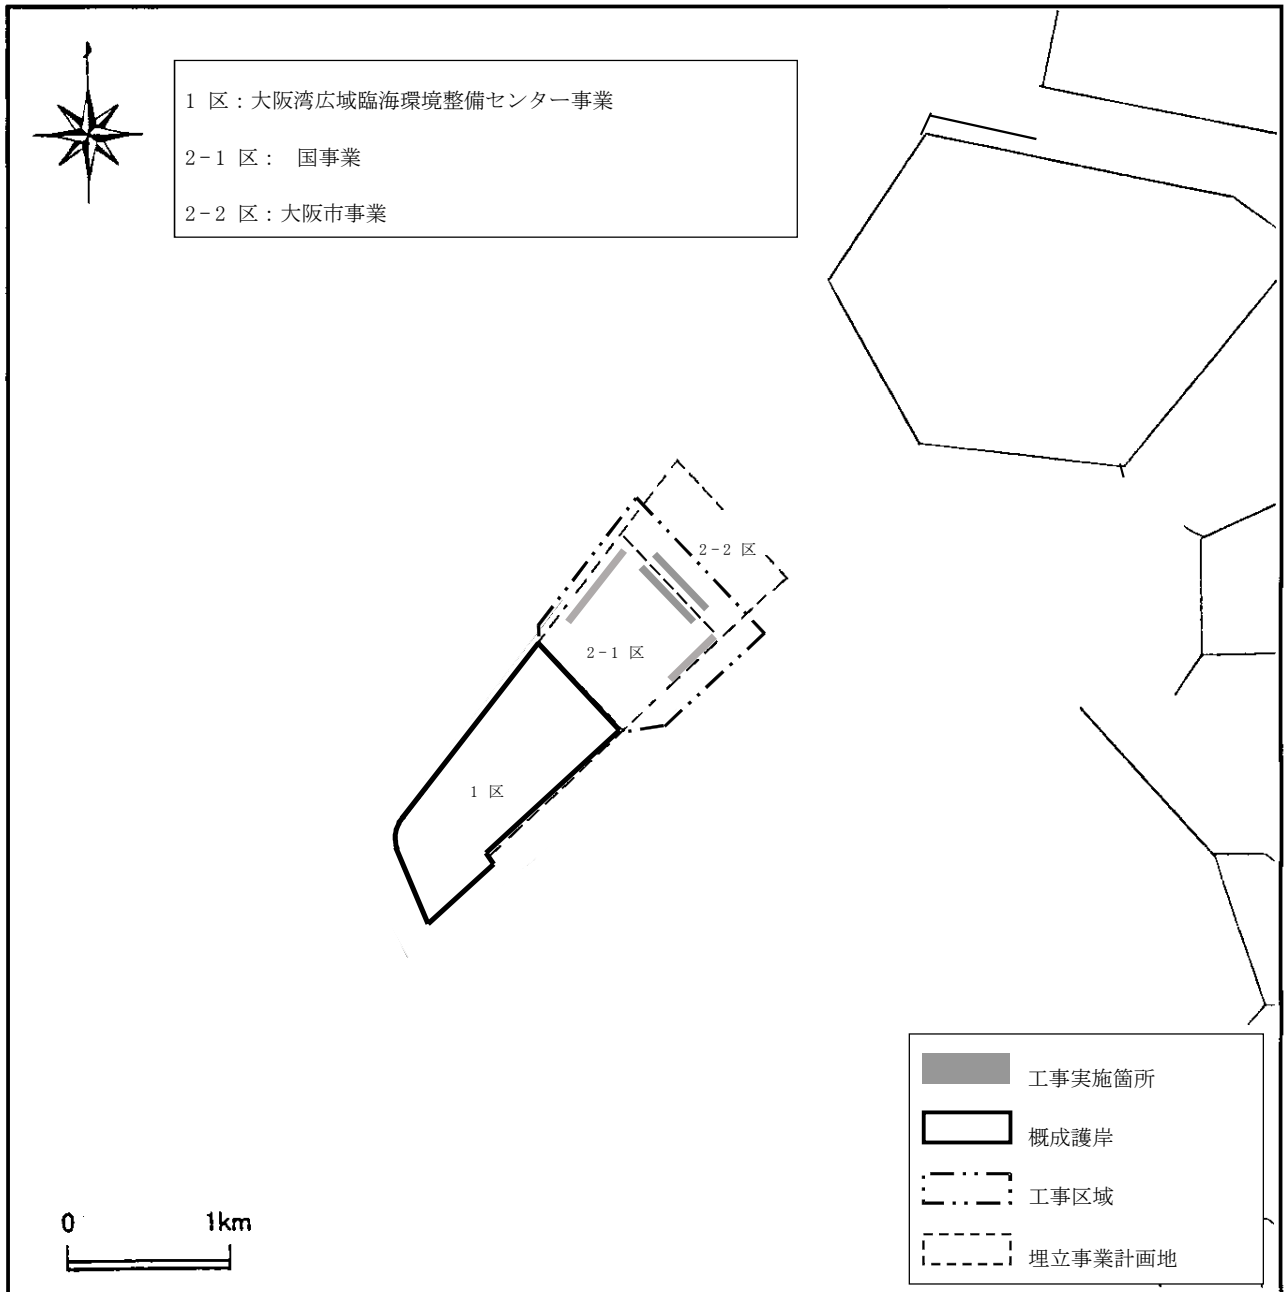 1 区：大阪湾広域臨海環境整備センター事業
2-1 区： 国事業
2-2 区：大阪市事業
2-2 区
2-1 区
1 区
工事実施箇所
概成護岸
工事区域
埋立事業計画地
0 1km